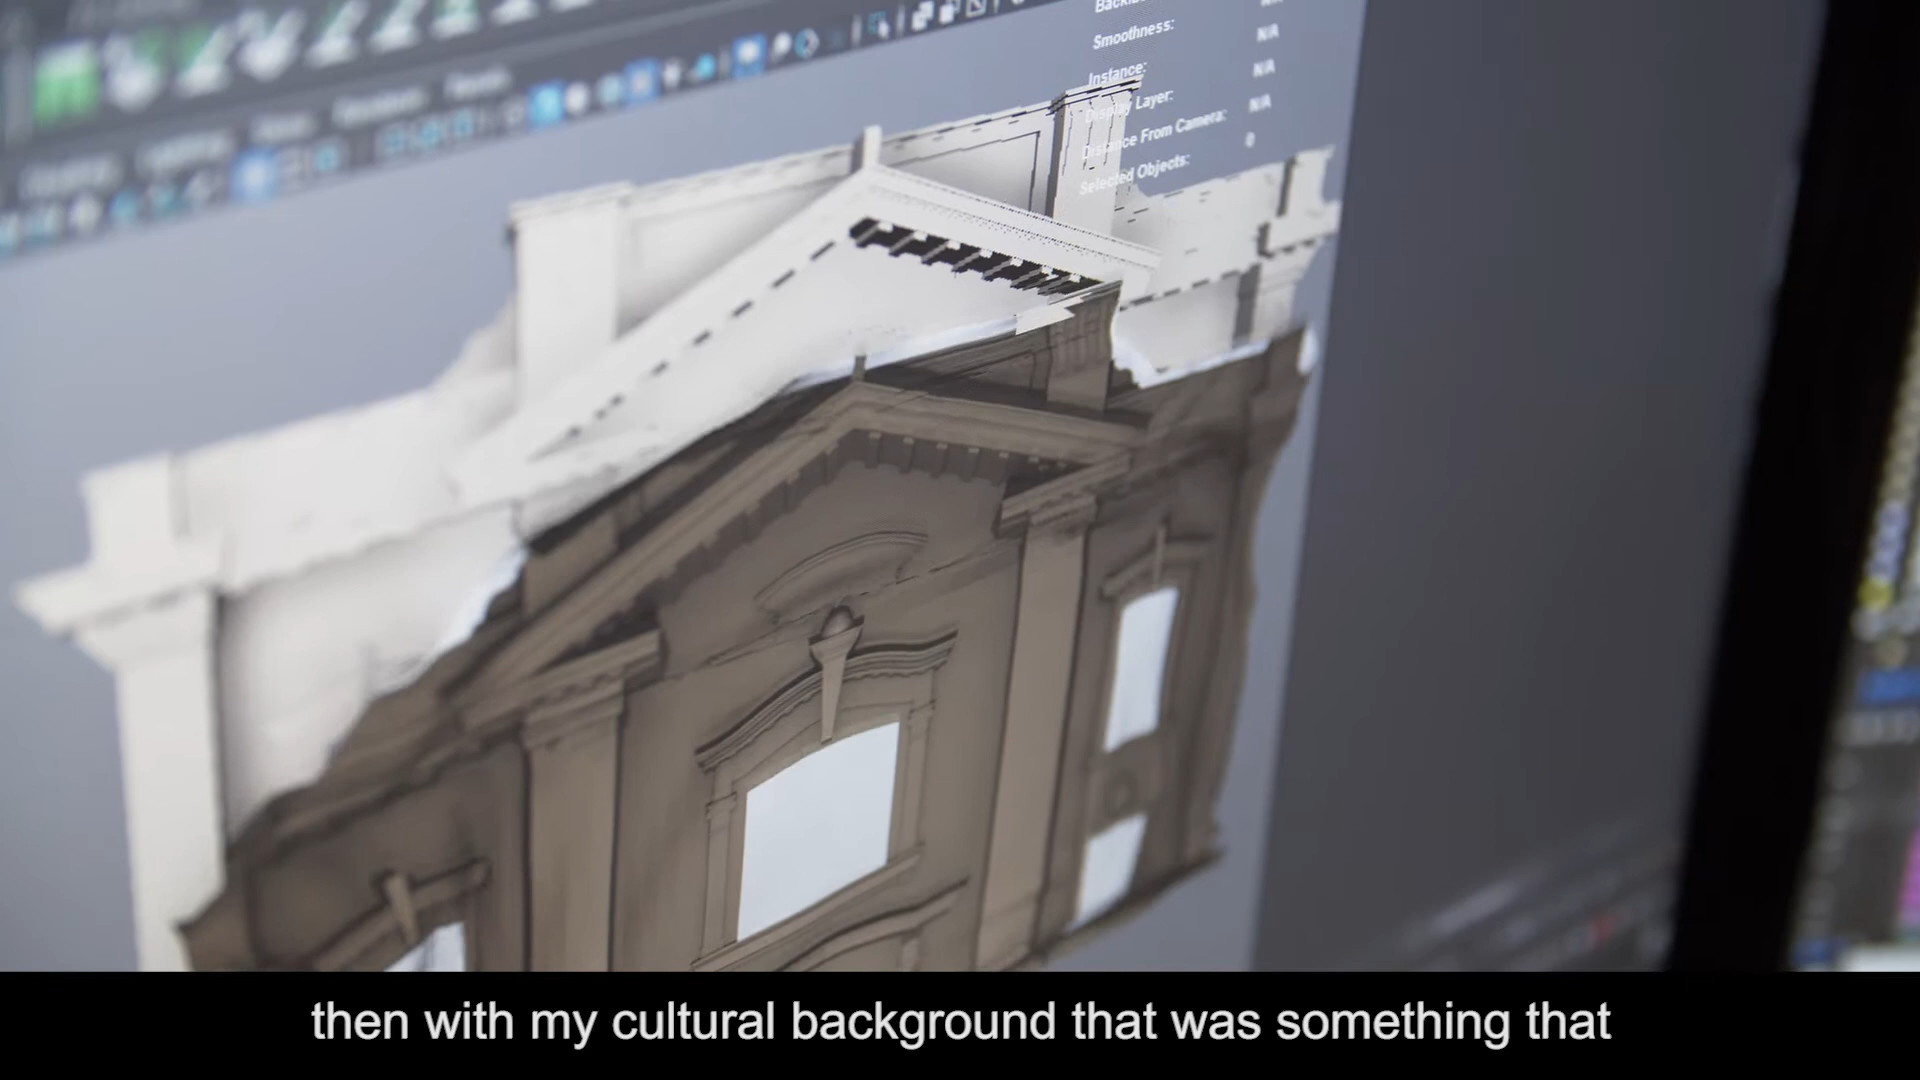 Smoothness:
N/A
Instance:
N/A
Display Layer:
N/A
Distance From Camera:
0
Selected Objects:
then with my cultural background that was something that